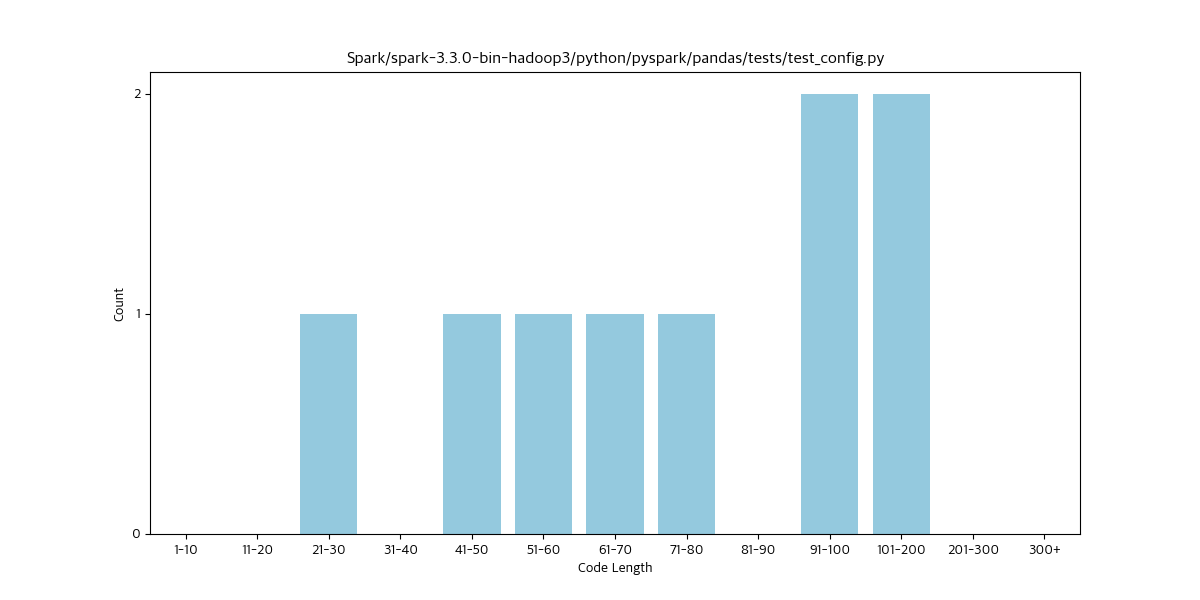 Spark/spark-3.3.0-bin-hadoop3/python/pyspark/pandas/tests/test_config.py
2
1
0
Count
1-10 11-20 21-30 31-40 41-50 51-60 61-70 71-80 81-90 91-100 101-200 201-300 300+
Code Length